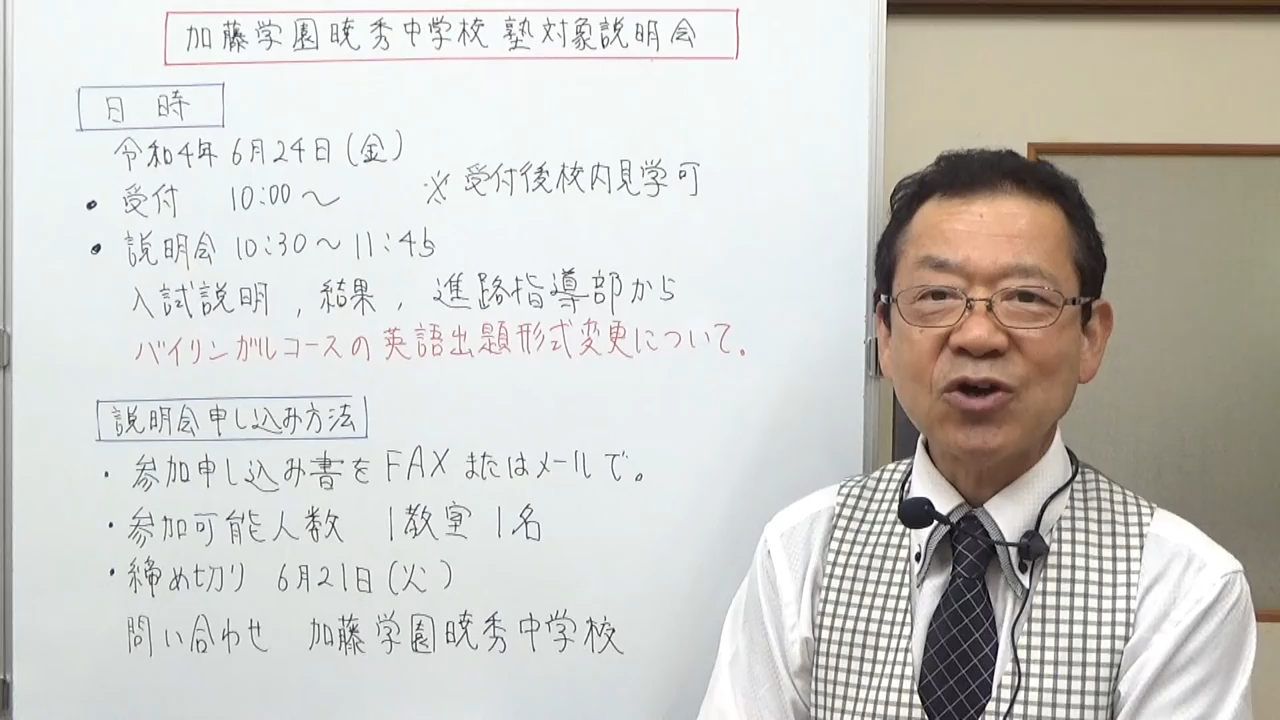 加藤学園暁秀中学校 塾対象説明会
日 時
令和4年 6月24日(金)
・受付 10:00〜 ※受付後校内見学可
・説明会 10:30〜11:45
入試説明,結果,進路指導部から
バイリンガルコースの英語出題形式変更について。
説明会申し込み方法
・参加申し込み書をFAXまたはメールで。
・参加可能人数 1教室 1名
・締め切り 6月21日(火)
問い合わせ 加藤学園暁秀中学校